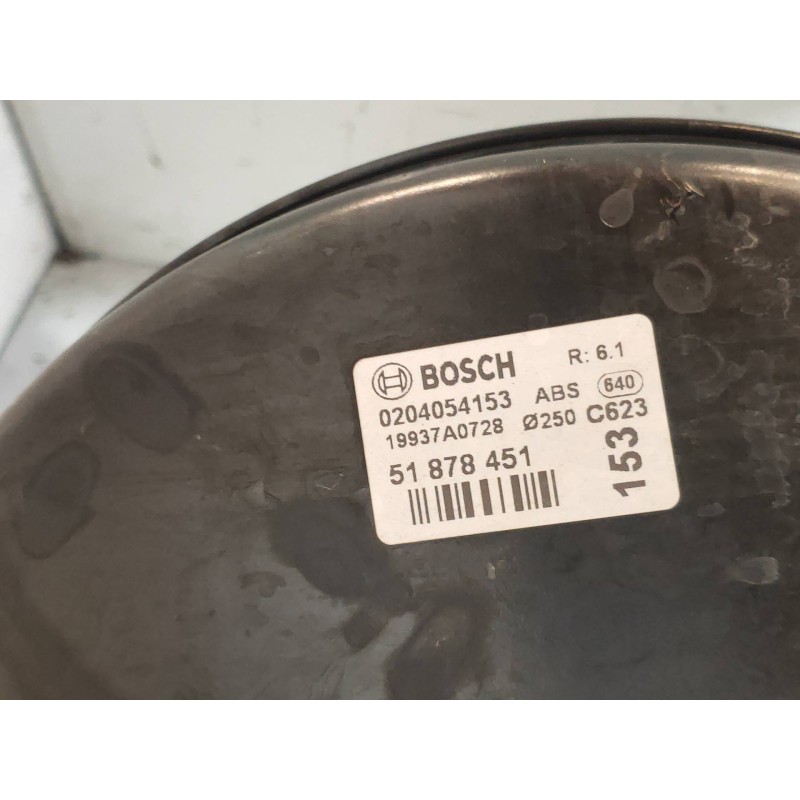 BOSCH R: 6.1
0204054153 ABS 640
19937A0728 Ø250 C623
51 878 451
153